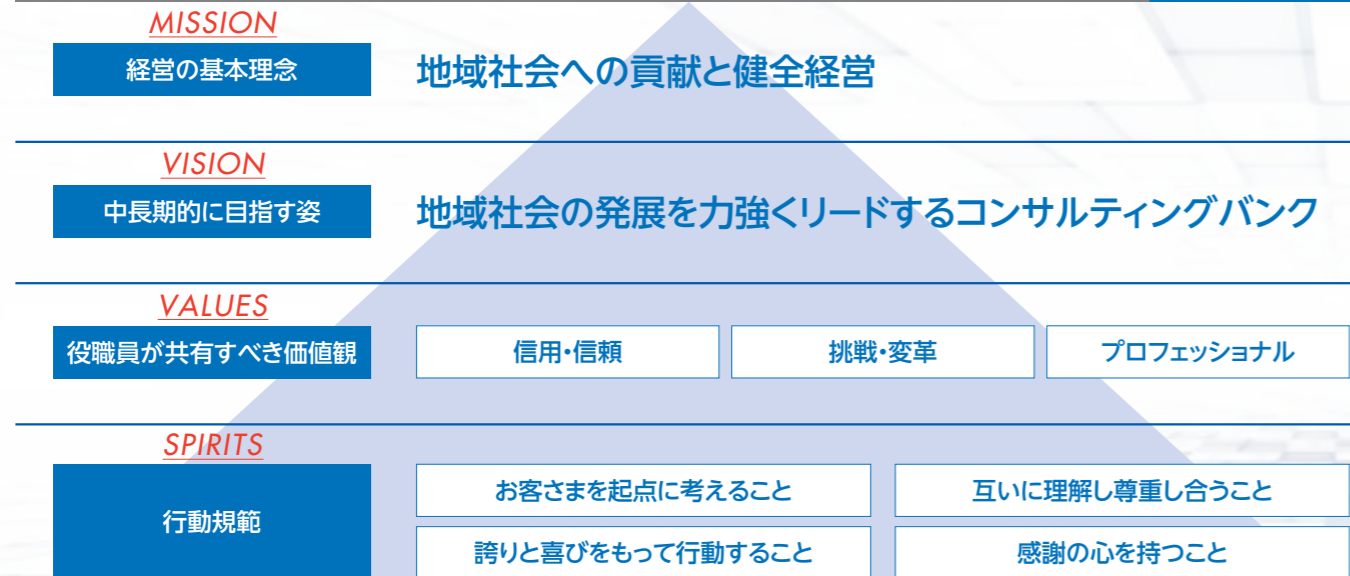 MISSION
経営の基本理念
地域社会への貢献と健全経営
VISION
中長期的に目指す姿
地域社会の発展を力強くリードするコンサルティングバンク
VALUES
役職員が共有すべき価値観
信用・信頼
挑戦・変革
プロフェッショナル
SPIRITS
行動規範
お客さまを起点に考えること
互いに理解し尊重し合うこと
誇りと喜びをもって行動すること
感謝の心を持つこと